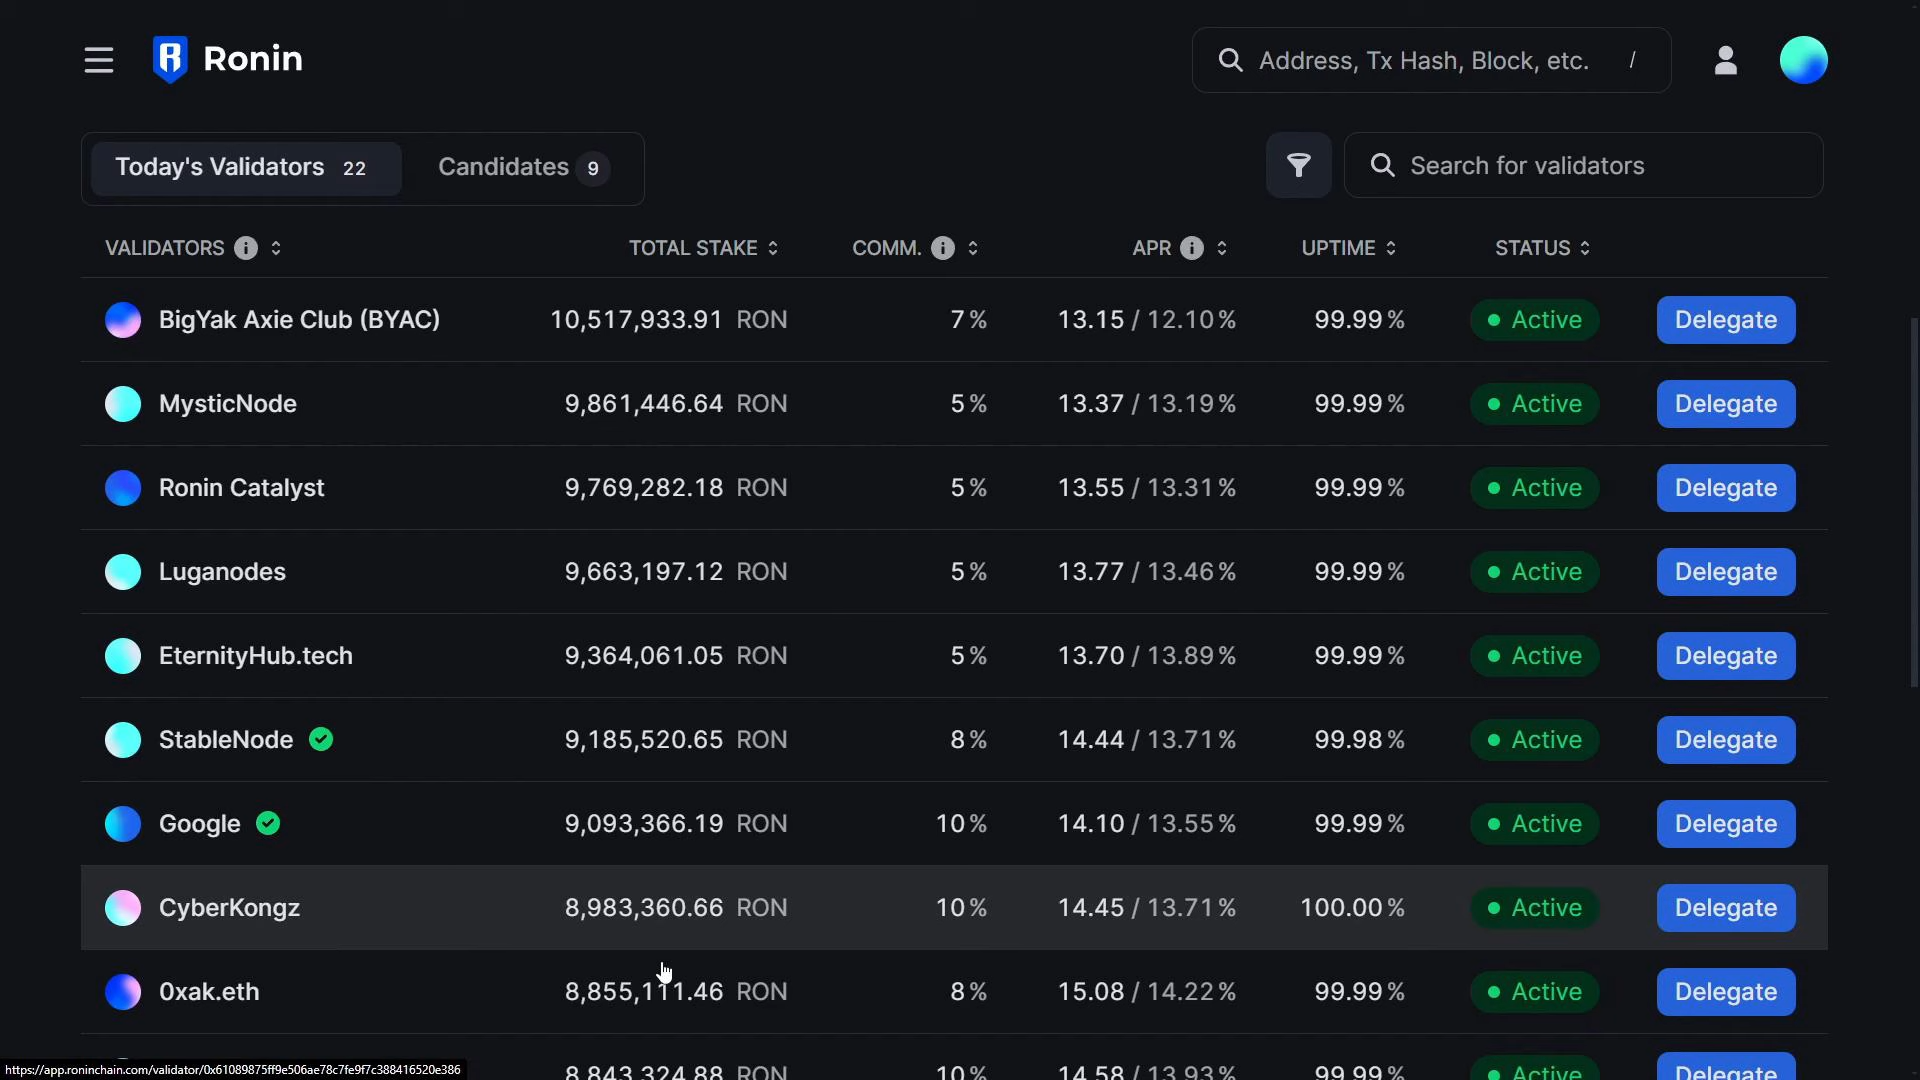 Ronin
Address, Tx Hash, Block, etc. /
Today's Validators 22 Candidates 9
Search for validators
VALIDATORS TOTAL STAKE COMM. APR UPTIME STATUS
BigYak Axie Club (BYAC) 10,517,933.91 RON 7% 13.15 / 12.10% 99.99% Active Delegate
MysticNode 9,861,446.64 RON 5% 13.37 / 13.19% 99.99% Active Delegate
Ronin Catalyst 9,769,282.18 RON 5% 13.55 / 13.31% 99.99% Active Delegate
Luganodes 9,663,197.12 RON 5% 13.77 / 13.46% 99.99% Active Delegate
EternityHub.tech 9,364,061.05 RON 5% 13.70 / 13.89% 99.99% Active Delegate
StableNode 9,185,520.65 RON 8% 14.44 / 13.71% 99.98% Active Delegate
Google 9,093,366.19 RON 10% 14.10 / 13.55% 99.99% Active Delegate
CyberKongz 8,983,360.66 RON 10% 14.45 / 13.71% 100.00% Active Delegate
0xak.eth 8,855,111.46 RON 8% 15.08 / 14.22% 99.99% Active Delegate
8,843,324.88 RON 10% 14.58 / 13.93% 99.99% Active Delegate
https://app.roninchain.com/validator/0x61089875ff9e506ae78c7fe9f7c388416520e386